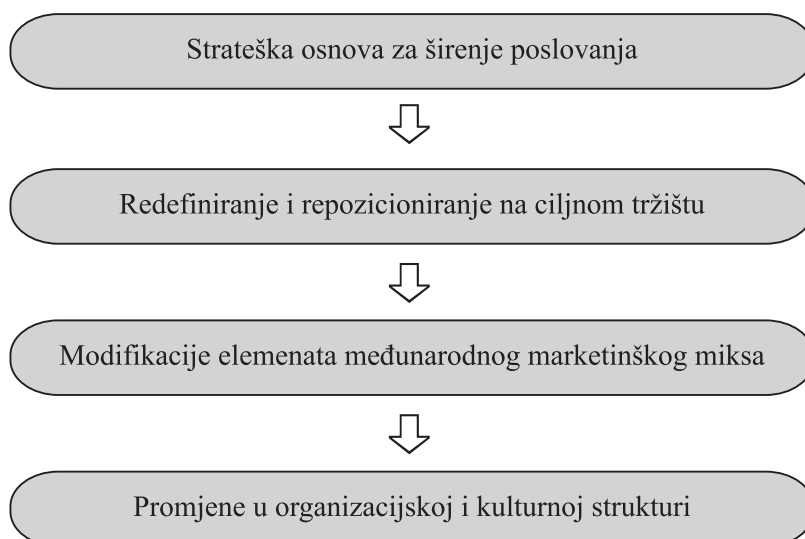 Strateška osnova za širenje poslovanja
Redefiniranje i repozicioniranje na ciljnom tržištu
Modifikacije elemenata međunarodnog marketinškog miksa
Promjene u organizacijskoj i kulturnoj strukturi